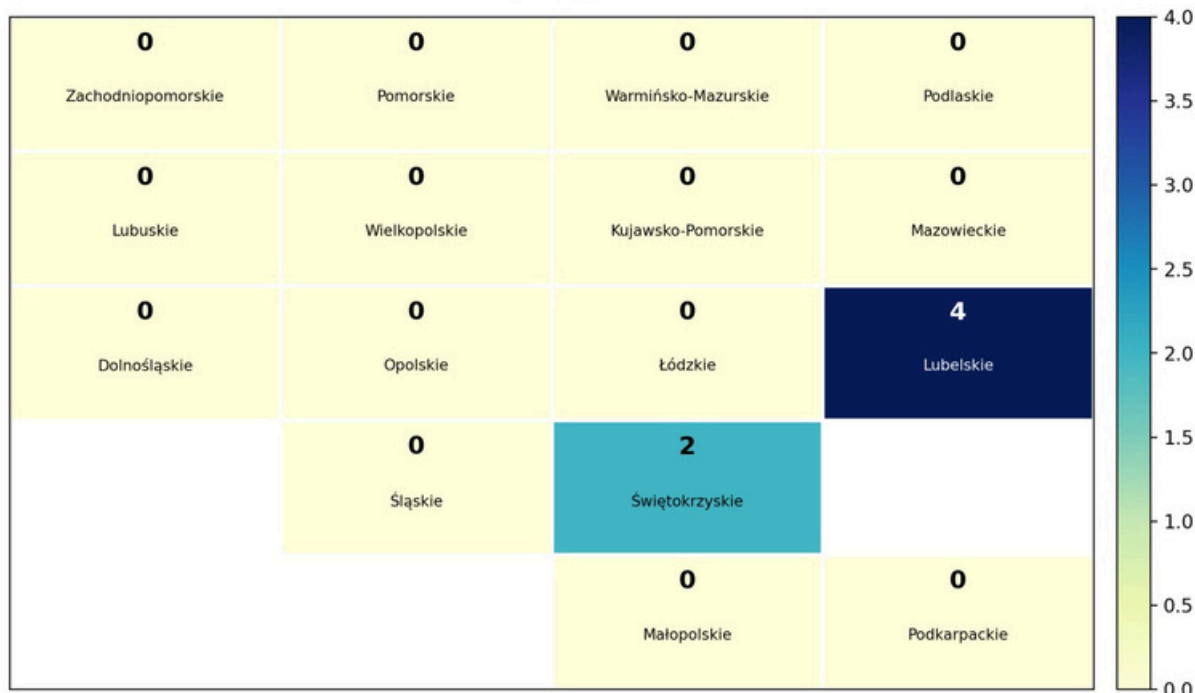 0 0 0 0
Zachodniopomorskie Pomorskie Warmińsko-Mazurskie Podlaskie
0 0 0 0
Lubuskie Wielkopolskie Kujawsko-Pomorskie Mazowieckie
0 0 0 4
Dolnośląskie Opolskie Łódzkie Lubelskie
0 2
Śląskie Świętokrzyskie
0 0
Małopolskie Podkarpackie
4.0
3.5
3.0
2.5
2.0
1.5
1.0
0.5
0.0